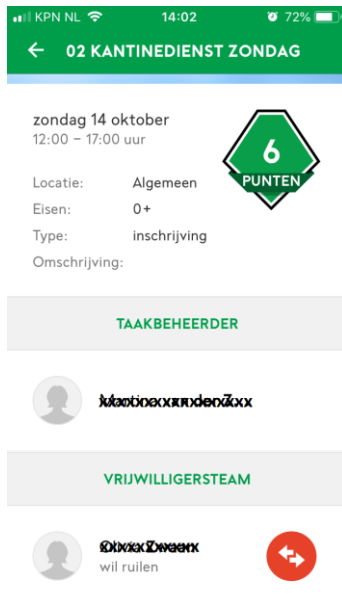 KPN NL 14:02 72%
02 KANTINEDIENST ZONDAG
zondag 14 oktober
12:00 – 17:00 uur
6
PUNTEN
Locatie: Algemeen
Eisen: 0+
Type: inschrijving
Omschrijving:
TAAKBEHEERDER
VRIJWILLIGERSTEAM
wil ruilen